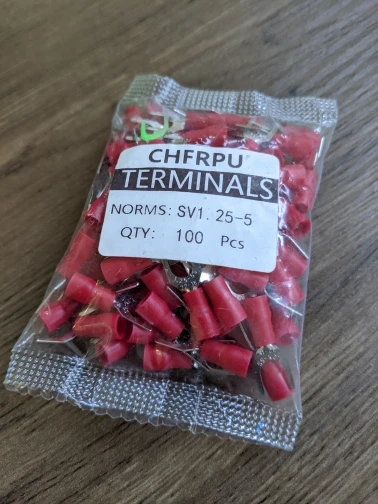 CHFRPU
TERMINALS
NORMS: SV1.25-5
QTY: 100 Pcs